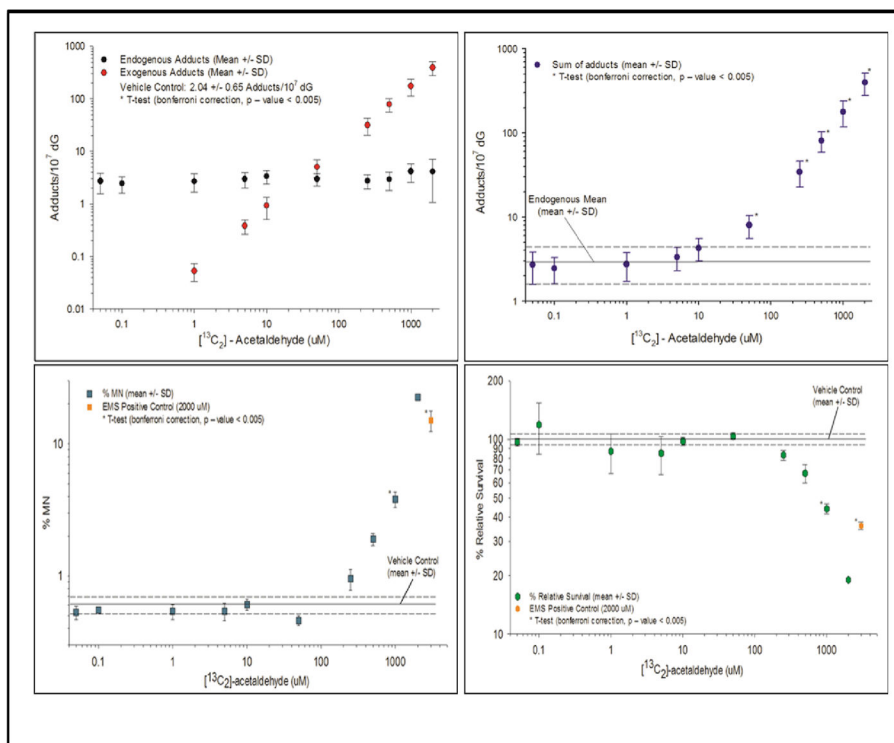 Endogenous Adducts (Mean +/- SD)
Exogenous Adducts (Mean +/- SD)
Vehicle Control: 2.04 +/- 0.65 Adducts/10⁷ dG
* T-test (bonferroni correction, p – value < 0.005)
Adducts/10⁷ dG
1000
100
10
1
0.1
0.01
0.1
1
10
100
1000
[¹³C₂] - Acetaldehyde (uM)
Sum of adducts (mean +/- SD)
* T-test (bonferroni correction, p – value < 0.005)
Endogenous Mean
(mean +/- SD)
*
*
*
*
*
Adducts/10⁷ dG
1000
100
10
1
0.1
1
10
100
1000
[¹³C₂] - Acetaldehyde (uM)
% MN (mean +/- SD)
EMS Positive Control (2000 uM)
* T-test (bonferroni correction, p – value < 0.005)
Vehicle Control
(mean +/- SD)
*
*
% MN
10
1
0.1
1
10
100
1000
[¹³C₂]-acetaldehyde (uM)
Vehicle Control
(mean +/- SD)
*
*
% Relative Survival (mean +/- SD)
EMS Positive Control (2000 uM)
* T-test (bonferroni correction, p – value < 0.005)
% Relative Survival
200
100
90
80
70
60
50
40
30
20
10
0.1
1
10
100
1000
[¹³C₂]-acetaldehyde (uM)